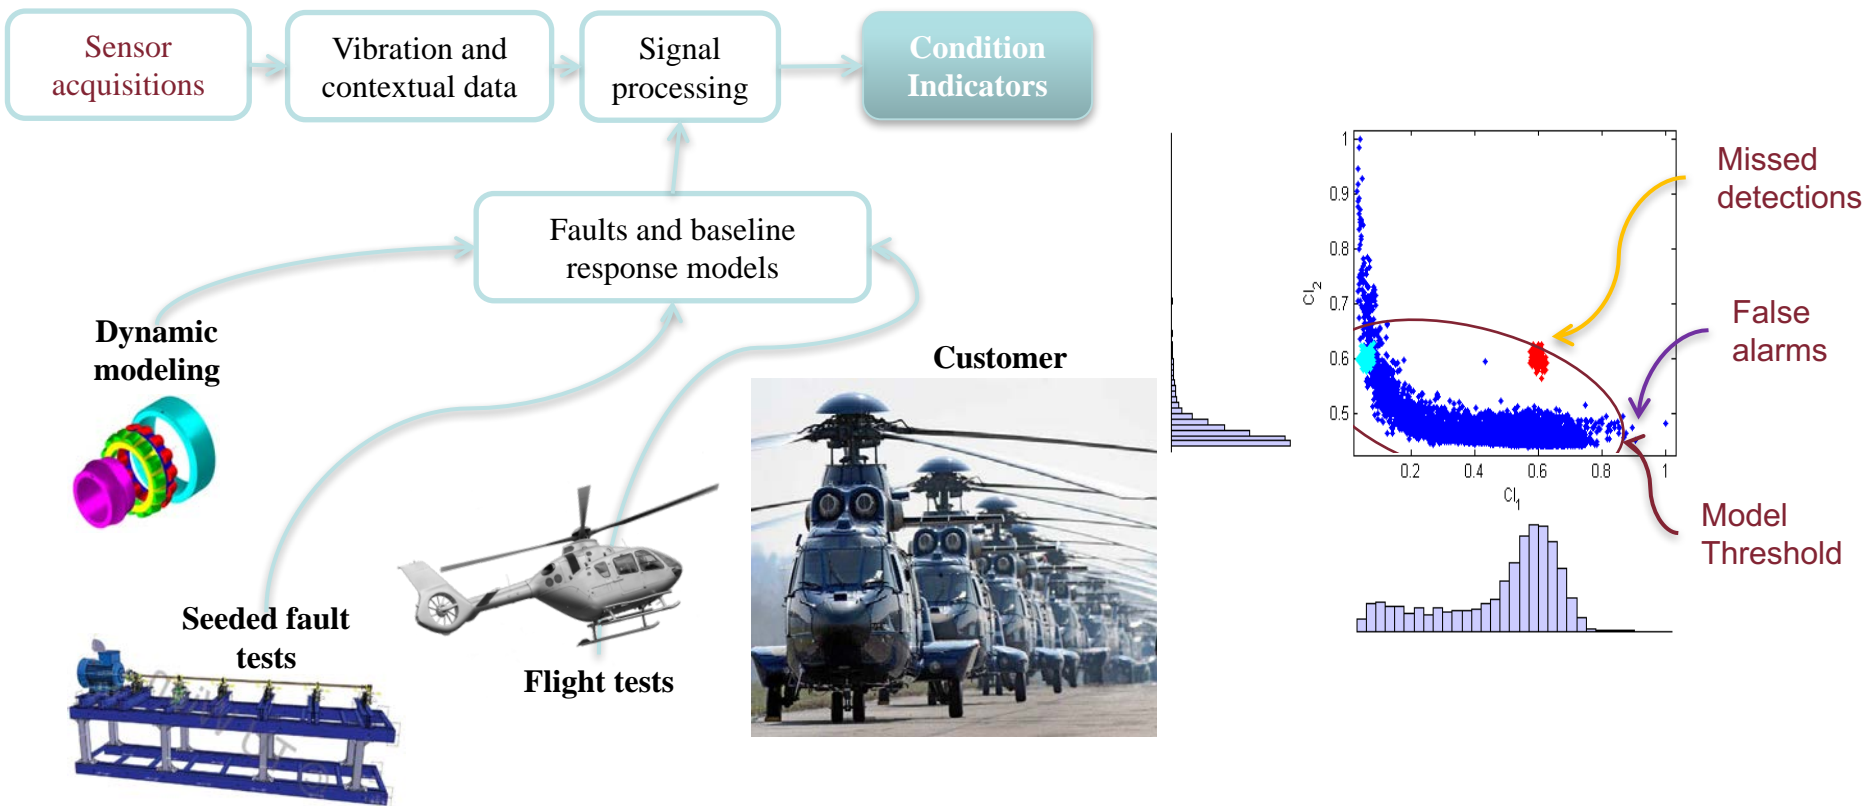 Sensor
acquisitions
Vibration and
contextual data
Signal
processing
Condition
Indicators
Faults and baseline
response models
Dynamic
modeling
Seeded fault
tests
Flight tests
Customer
Missed
detections
False
alarms
Model
Threshold
1
0.9
0.8
0.7
0.6
0.5
CI2
0.2
0.4
0.6
0.8
1
CI1